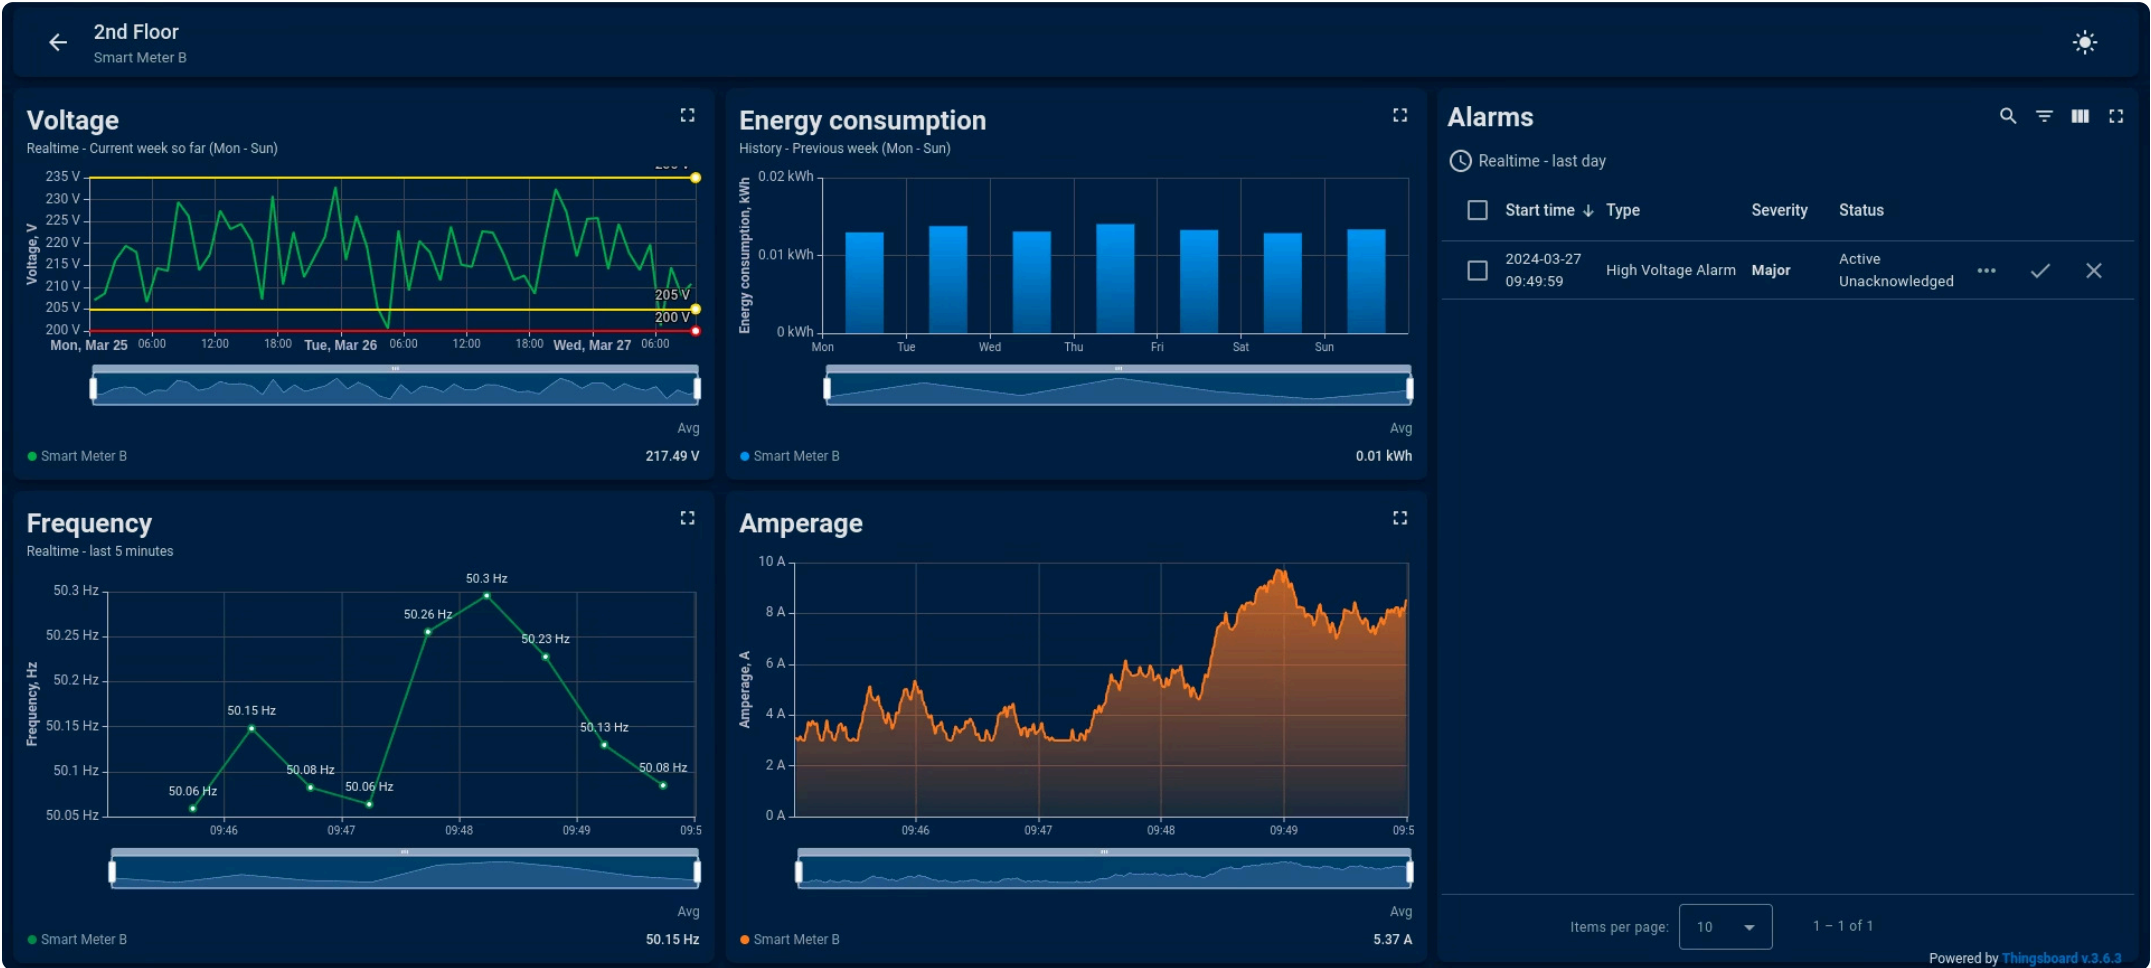 2nd Floor
Smart Meter B
Voltage
Realtime - Current week so far (Mon - Sun)
235 V
230 V
225 V
220 V
215 V
210 V
205 V
200 V
Voltage, V
205 V
200 V
Mon, Mar 25 06:00 12:00 18:00 Tue, Mar 26 06:00 12:00 18:00 Wed, Mar 27 06:00
Avg
Smart Meter B 217.49 V
Energy consumption
History - Previous week (Mon - Sun)
0.02 kWh
0.01 kWh
0 kWh
Energy consumption, kWh
Mon Tue Wed Thu Fri Sat Sun
Avg
Smart Meter B 0.01 kWh
Frequency
Realtime - last 5 minutes
50.3 Hz
50.25 Hz
50.2 Hz
50.15 Hz
50.1 Hz
50.05 Hz
Frequency, Hz
50.06 Hz
50.15 Hz
50.08 Hz
50.06 Hz
50.26 Hz
50.3 Hz
50.23 Hz
50.13 Hz
50.08 Hz
09:46 09:47 09:48 09:49 09:5
Avg
Smart Meter B 50.15 Hz
Amperage
10 A
8 A
6 A
4 A
2 A
0 A
Amperage, A
09:46 09:47 09:48 09:49 09:5
Avg
Smart Meter B 5.37 A
Alarms
Realtime - last day
Start time Type Severity Status
2024-03-27 09:49:59 High Voltage Alarm Major Active Unacknowledged
Items per page: 10 1 – 1 of 1
Powered by Thingsboard v.3.6.3